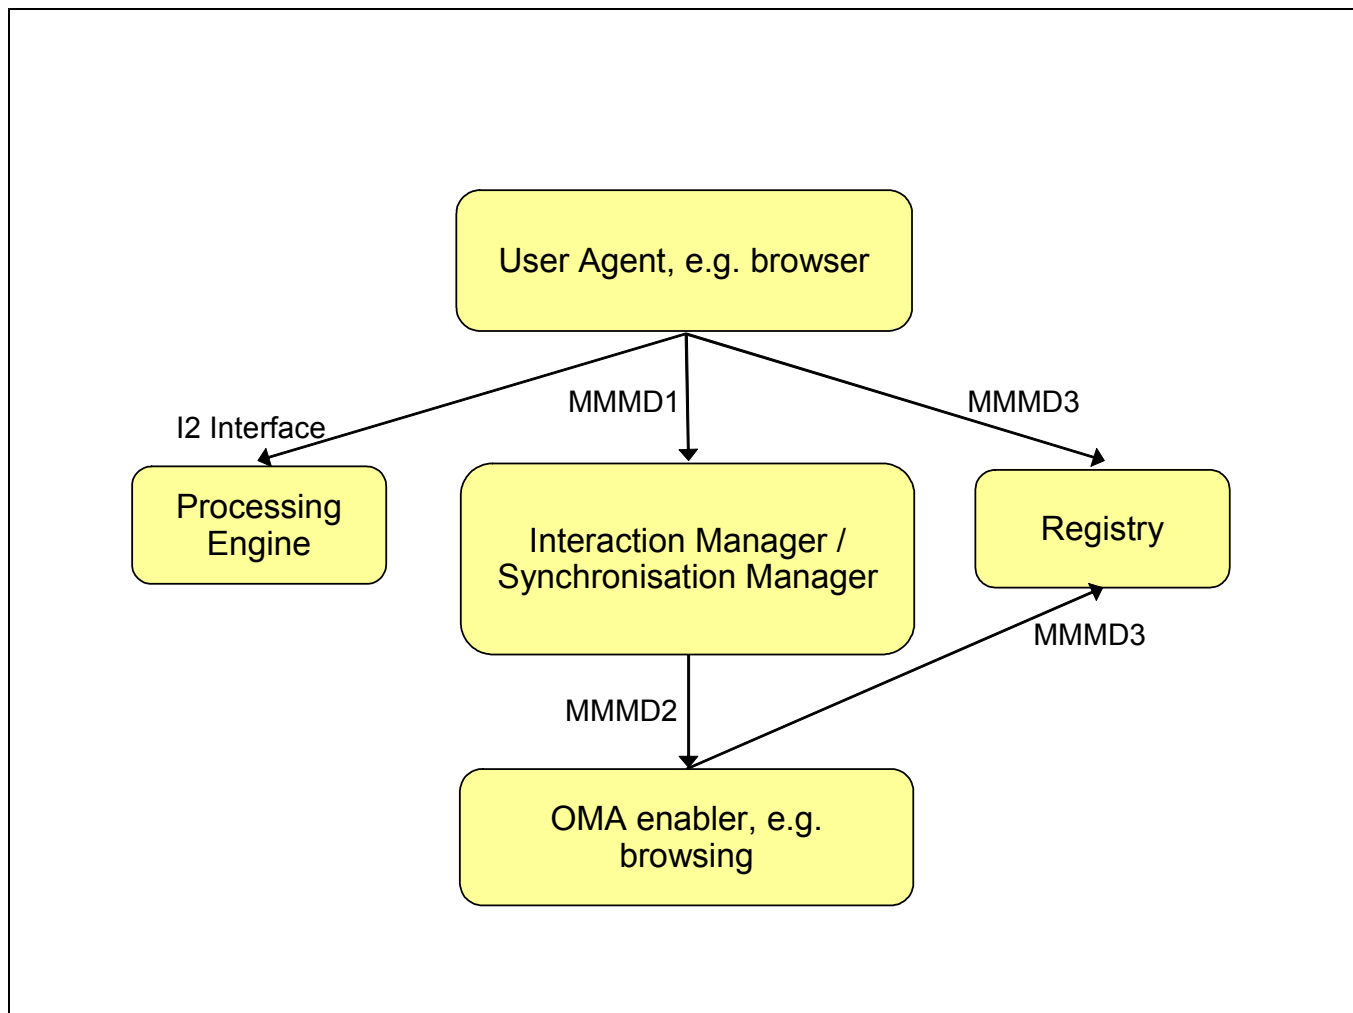 User Agent, e.g. browser
MMMD1
MMMD3
I2 Interface
Processing
Engine
Interaction Manager /
Synchronisation Manager
Registry
MMMD3
MMMD2
OMA enabler, e.g.
browsing